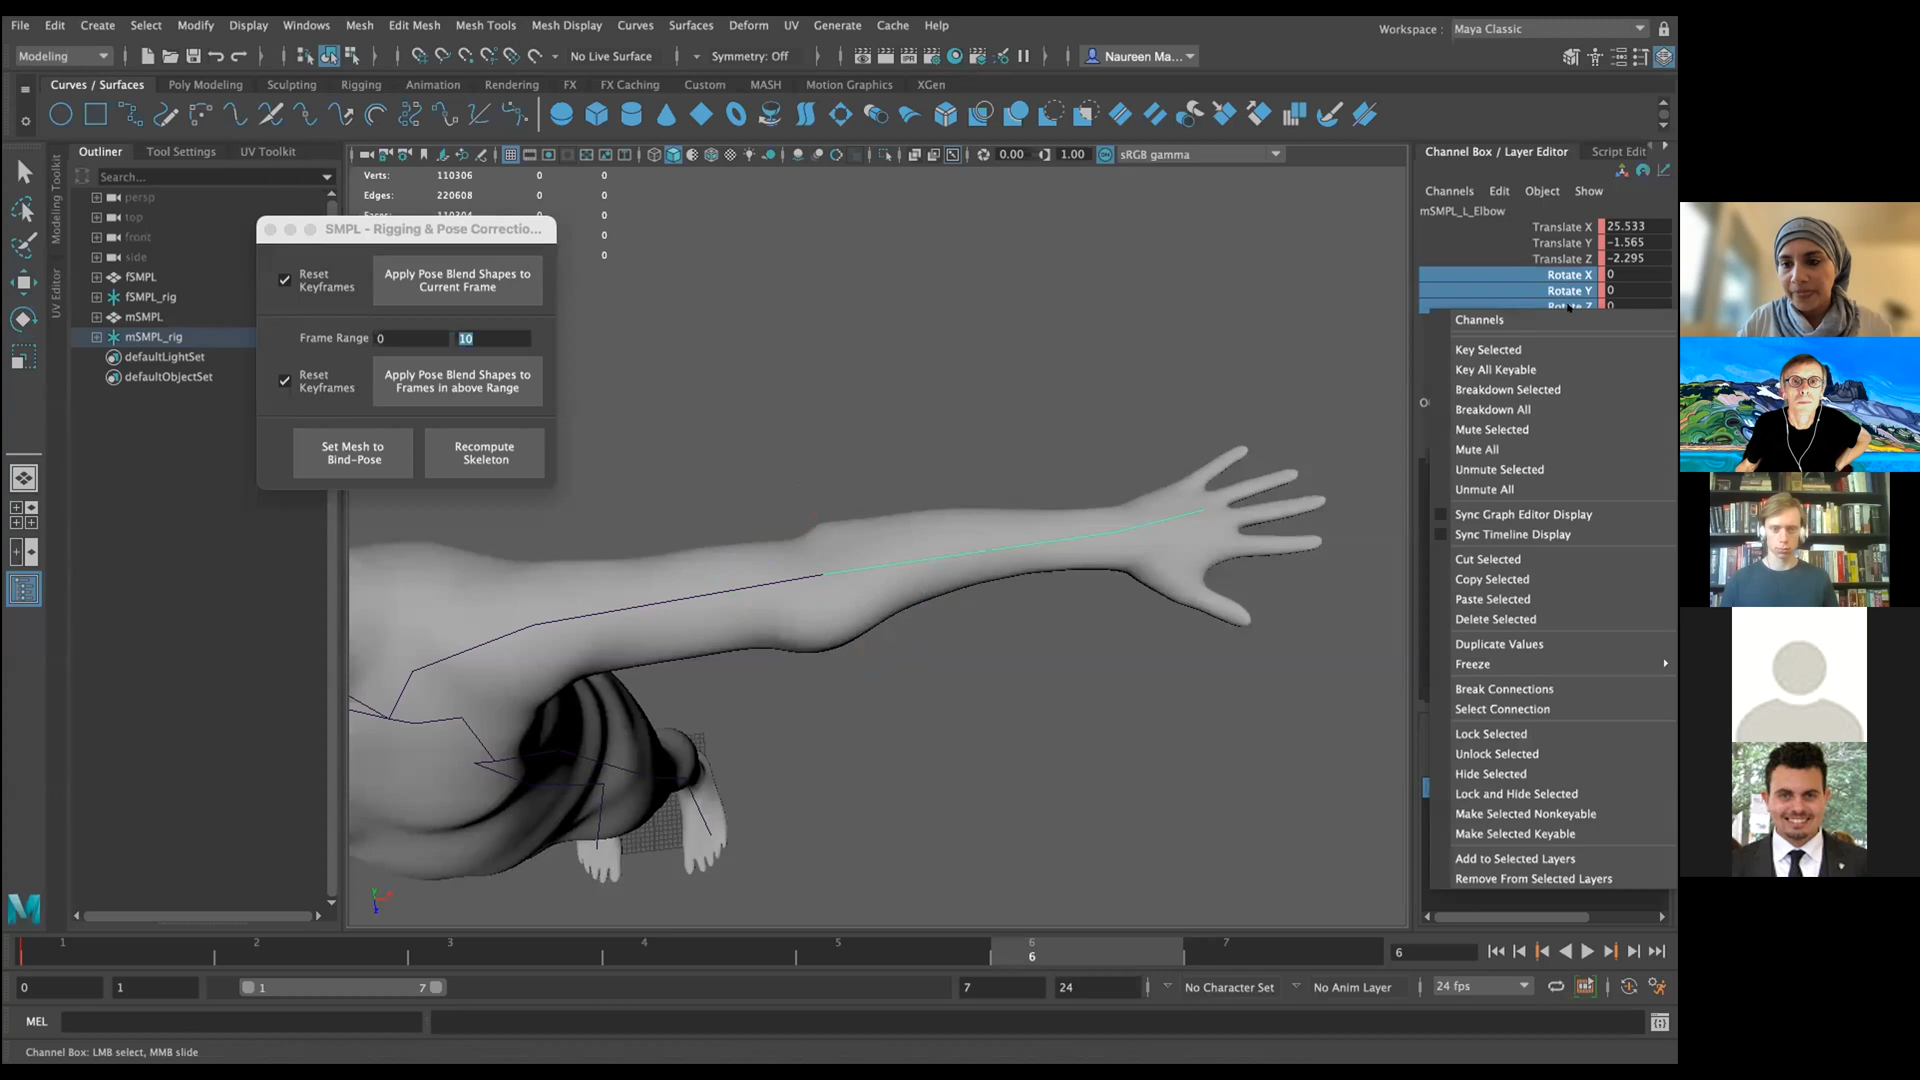 File Edit Create Select Modify Display Windows Mesh Edit Mesh Mesh Tools Mesh Display Curves Surfaces Deform UV Generate Cache Help
Workspace : Maya Classic
Modeling No Live Surface Symmetry: Off Naureen Ma...
Curves / Surfaces Poly Modeling Sculpting Rigging Animation Rendering FX FX Caching Custom MASH Motion Graphics XGen
Outliner Tool Settings UV Toolkit
Search...
persp
top
front
side
fSMPL
fSMPL_rig
mSMPL
mSMPL_rig
defaultLightSet
defaultObjectSet
Modeling Toolkit
UV Editor
0.00 1.00 sRGB gamma
Verts: 110306 0 0
Edges: 220608 0 0
0
0
0
SMPL - Rigging & Pose Correctio...
Reset Keyframes
Apply Pose Blend Shapes to Current Frame
Frame Range 0 10
Reset Keyframes
Apply Pose Blend Shapes to Frames in above Range
Set Mesh to Bind-Pose
Recompute Skeleton
Channel Box / Layer Editor Script Edit
Channels Edit Object Show
mSMPL_L_Elbow
Translate X 25.533
Translate Y -1.565
Translate Z -2.295
Rotate X 0
Rotate Y 0
Rotate Z 0
Channels
Key Selected
Key All Keyable
Breakdown Selected
Breakdown All
Mute Selected
Mute All
Unmute Selected
Unmute All
Sync Graph Editor Display
Sync Timeline Display
Cut Selected
Copy Selected
Paste Selected
Delete Selected
Duplicate Values
Freeze
Break Connections
Select Connection
Lock Selected
Unlock Selected
Hide Selected
Lock and Hide Selected
Make Selected Nonkeyable
Make Selected Keyable
Add to Selected Layers
Remove From Selected Layers
1 2 3 4 5 6 7
6
6
0 1 1 7 7 24 No Character Set No Anim Layer 24 fps
MEL
Channel Box: LMB select, MMB slide